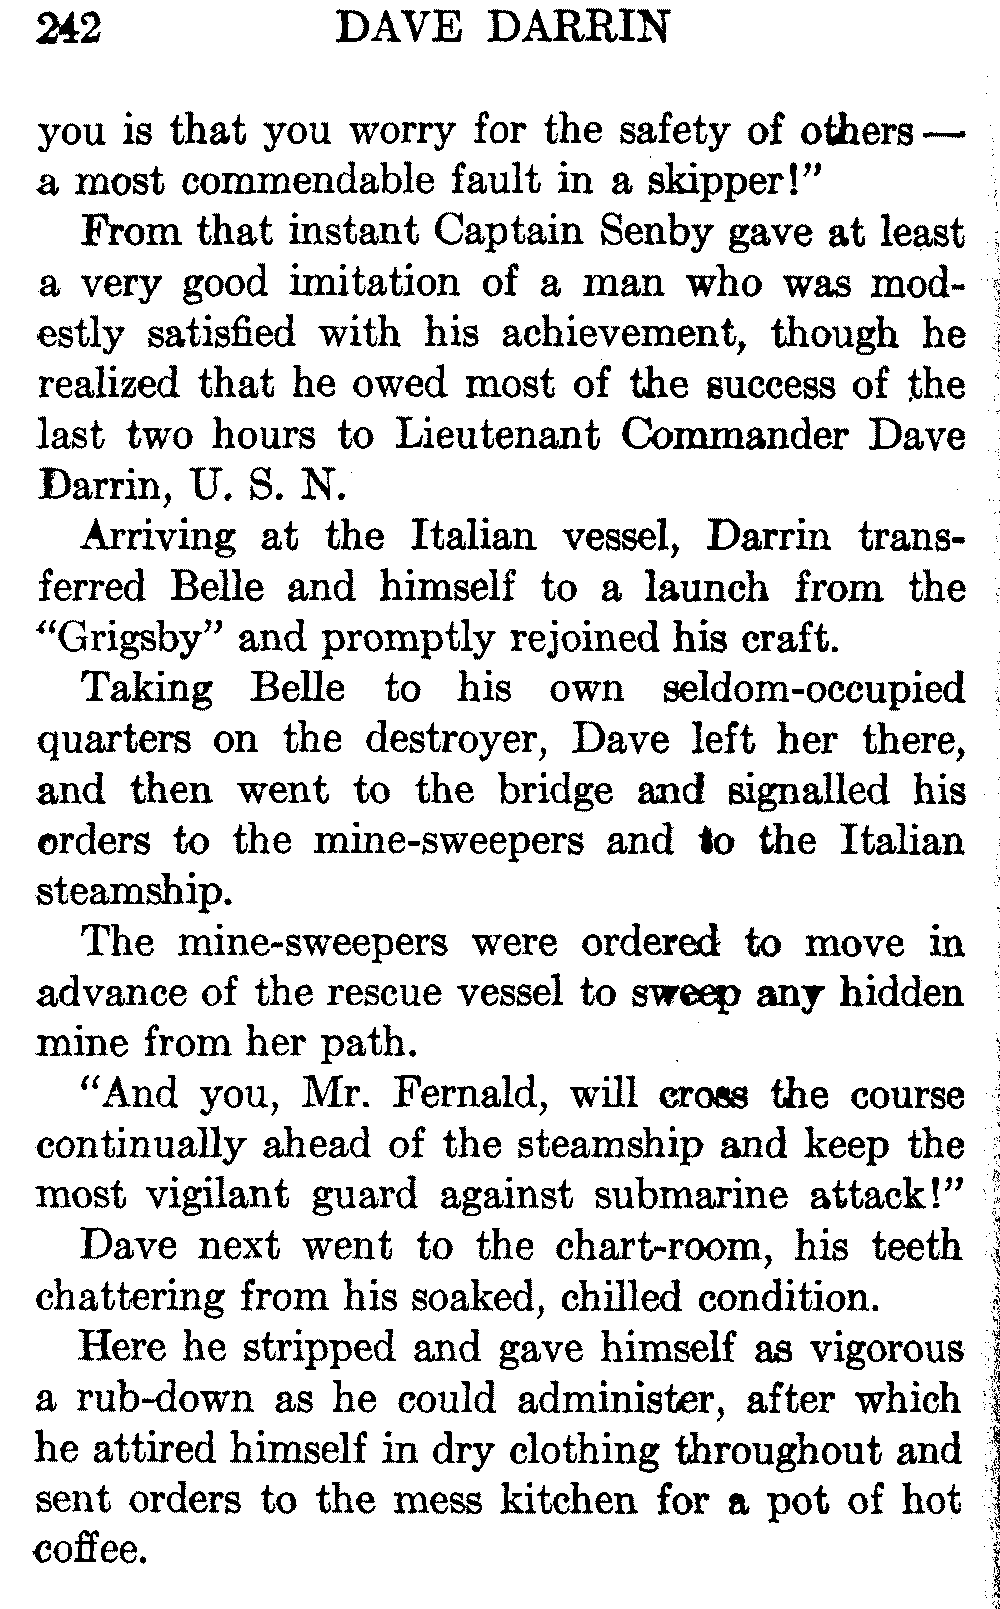 242 DAVE DARRIN
you is that you worry for the safety of others—
a most commendable fault in a skipper!”
From that instant Captain Senby gave at least
a very good imitation of a man who was mod-
estly satisfied with his achievement, though he
realized that he owed most of the success of the
last two hours to Lieutenant Commander Dave
Darrin, U. S. N.
Arriving at the Italian vessel, Darrin trans-
ferred Belle and himself to a launch from the
“Grigsby” and promptly rejoined his craft.
Taking Belle to his own seldom-occupied
quarters on the destroyer, Dave left her there,
and then went to the bridge and signalled his
orders to the mine-sweepers and to the Italian
steamship.
The mine-sweepers were ordered to move in
advance of the rescue vessel to sweep any hidden
mine from her path.
“And you, Mr. Fernald, will cross the course
continually ahead of the steamship and keep the
most vigilant guard against submarine attack!”
Dave next went to the chart-room, his teeth
chattering from his soaked, chilled condition.
Here he stripped and gave himself as vigorous
a rub-down as he could administer, after which
he attired himself in dry clothing throughout and
sent orders to the mess kitchen for a pot of hot
coffee.